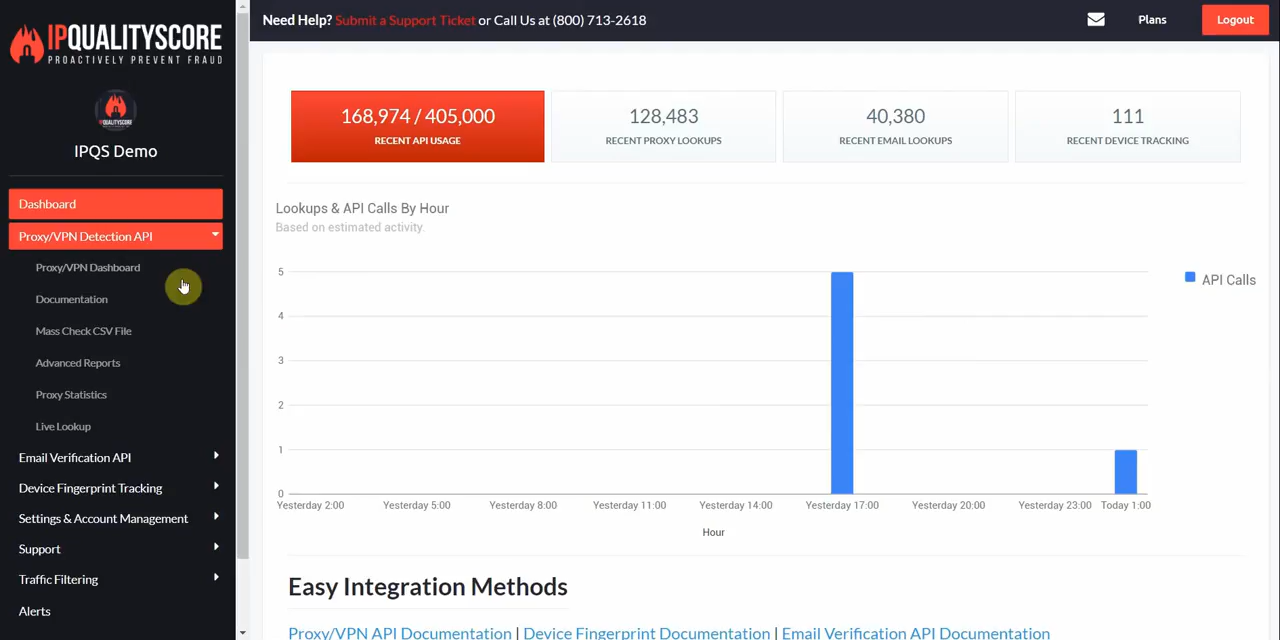 IPQUALITYSCORE
PROACTIVELY PREVENT FRAUD
IPQS Demo
Dashboard
Proxy/VPN Detection API
Proxy/VPN Dashboard
Documentation
Mass Check CSV File
Advanced Reports
Proxy Statistics
Live Lookup
Email Verification API
Device Fingerprint Tracking
Settings & Account Management
Support
Traffic Filtering
Alerts
Need Help? Submit a Support Ticket or Call Us at (800) 713-2618
Plans
Logout
168,974 / 405,000
RECENT API USAGE
128,483
RECENT PROXY LOOKUPS
40,380
RECENT EMAIL LOOKUPS
111
RECENT DEVICE TRACKING
Lookups & API Calls By Hour
Based on estimated activity.
5
4
3
2
1
0
Yesterday 2:00 Yesterday 5:00 Yesterday 8:00 Yesterday 11:00 Yesterday 14:00 Yesterday 17:00 Yesterday 20:00 Yesterday 23:00 Today 1:00
Hour
API Calls
Easy Integration Methods
Proxy/VPN API Documentation | Device Fingerprint Documentation | Email Verification API Documentation